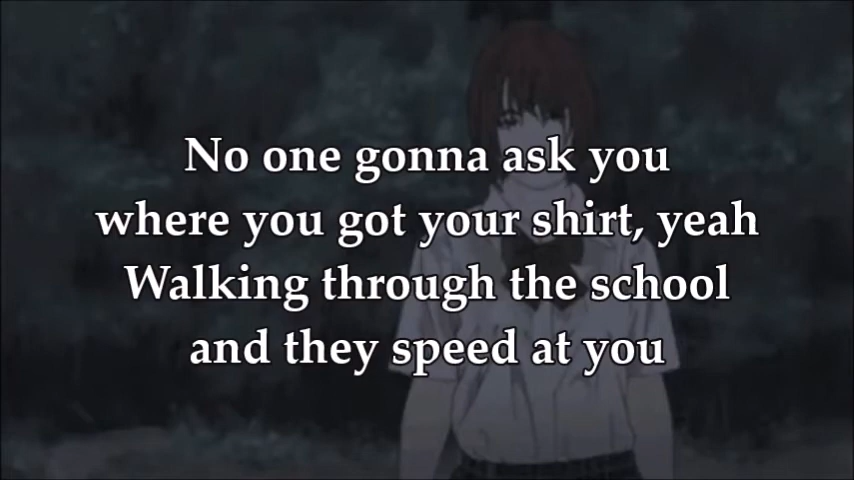 No one gonna ask you
where you got your shirt, yeah
Walking through the school
and they speed at you